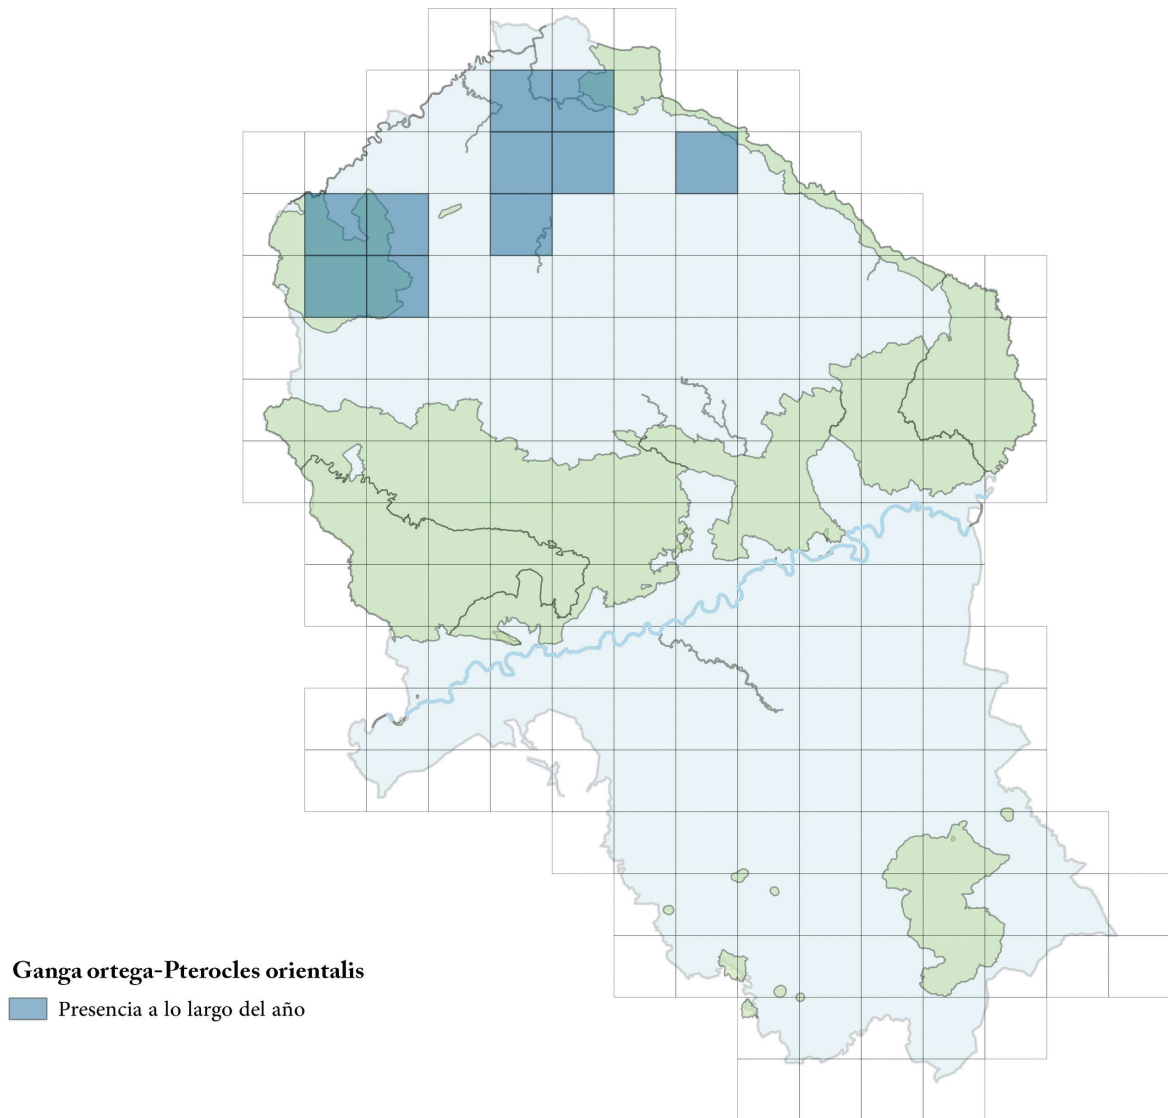 Ganga ortega-Pterocles orientalis
Presencia a lo largo del año